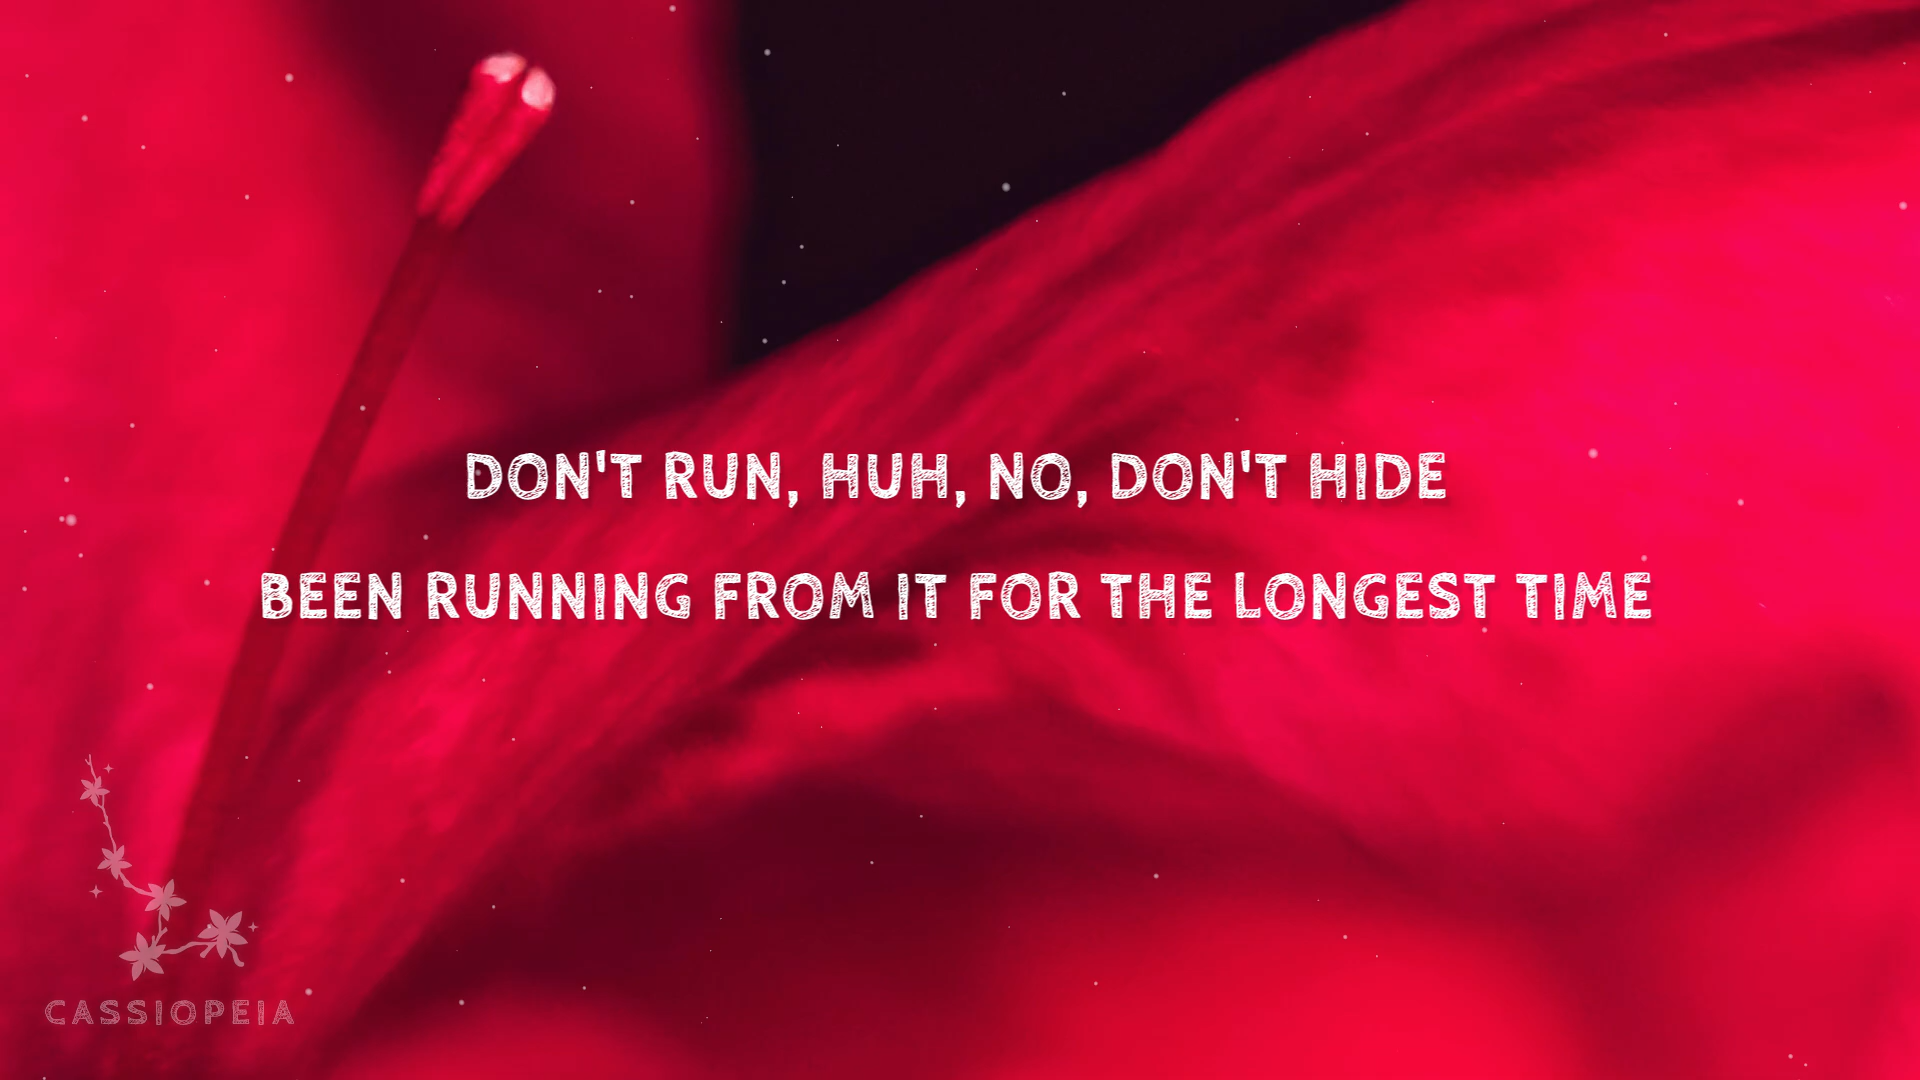 DON'T RUN, HUH, NO, DON'T HIDE
BEEN RUNNING FROM IT FOR THE LONGEST TIME
CASSIOPEIA